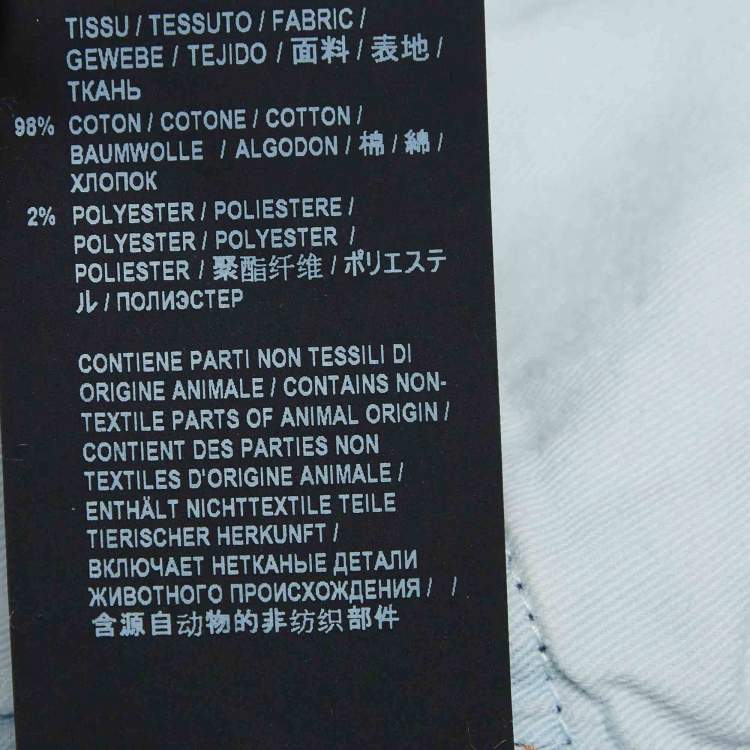 TISSU / TESSUTO / FABRIC /
GEWEBE / TEJIDO / 面料 / 表地 /
ТКАНЬ
98% COTON / COTONE / COTTON /
BAUMWOLLE / ALGODON / 棉 / 綿 /
ХЛОПОК
2% POLYESTER / POLIESTERE /
POLYESTER / POLYESTER /
POLIESTER / 聚酯纤维 / ポリエステ
ル / ПОЛИЭСТЕР
CONTIENE PARTI NON TESSILI DI
ORIGINE ANIMALE / CONTAINS NON-
TEXTILE PARTS OF ANIMAL ORIGIN /
CONTIENT DES PARTIES NON
TEXTILES D'ORIGINE ANIMALE /
ENTHÄLT NICHTTEXTILE TEILE
TIERISCHER HERKUNFT /
ВКЛЮЧАЕТ НЕТКАНЫЕ ДЕТАЛИ
ЖИВОТНОГО ПРОИСХОЖДЕНИЯ / /
含源自动物的非纺织部件